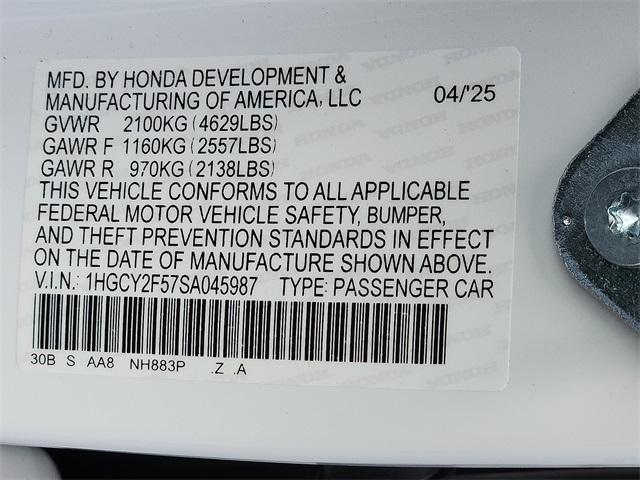 MFD. BY HONDA DEVELOPMENT &
MANUFACTURING OF AMERICA, LLC 04/'25
GVWR 2100KG (4629LBS)
GAWR F 1160KG (2557LBS)
GAWR R 970KG (2138LBS)
THIS VEHICLE CONFORMS TO ALL APPLICABLE
FEDERAL MOTOR VEHICLE SAFETY, BUMPER,
AND THEFT PREVENTION STANDARDS IN EFFECT
ON THE DATE OF MANUFACTURE SHOWN ABOVE.
V.I.N.: 1HGCY2F57SA045987 TYPE: PASSENGER CAR
30B S AA8 NH883P .Z .A